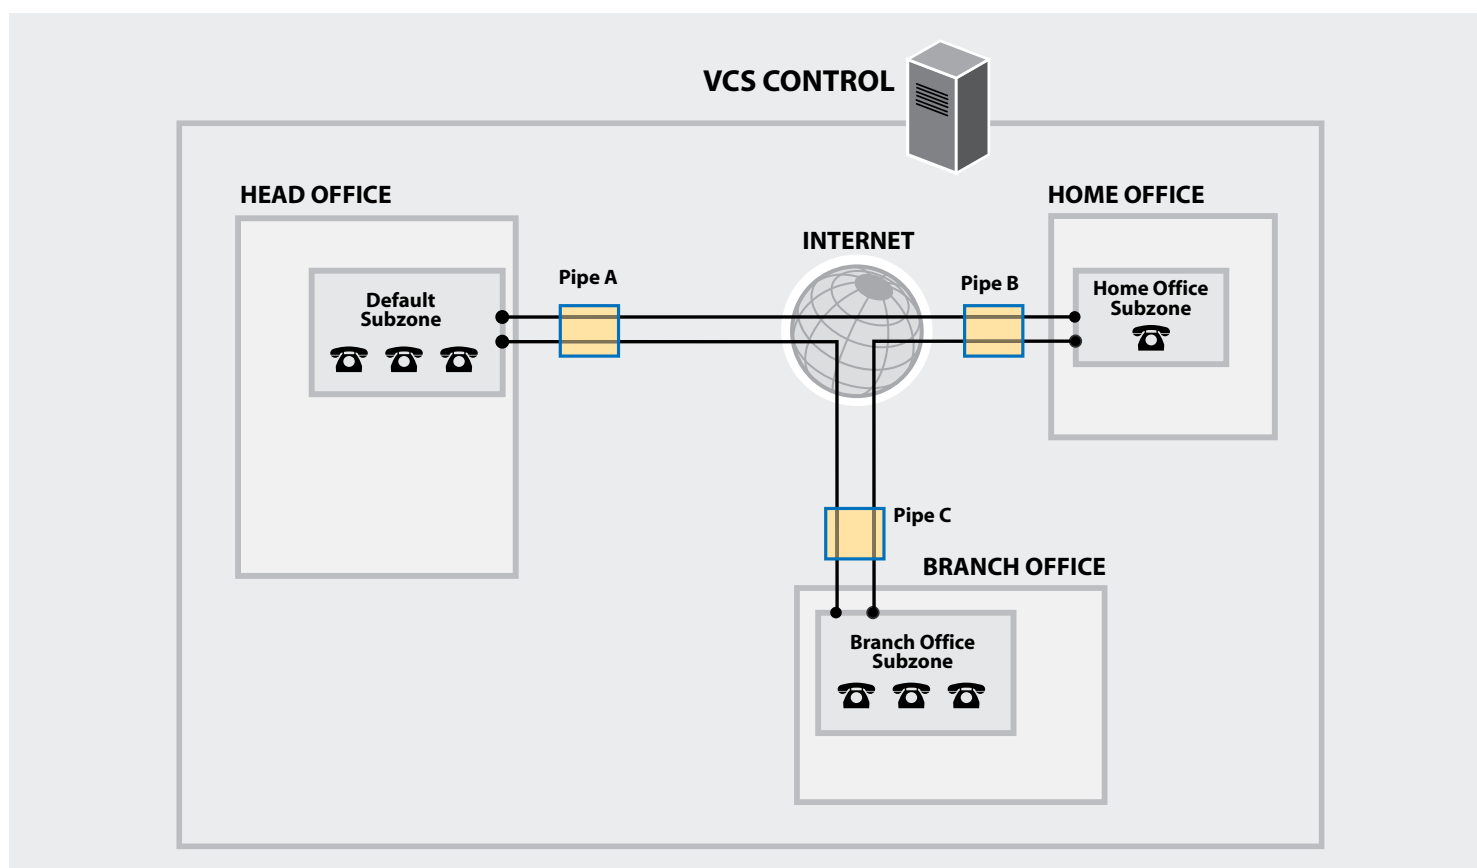 VCS CONTROL
HEAD OFFICE
HOME OFFICE
INTERNET
Pipe A
Pipe B
Default
Subzone
Home Office
Subzone
Pipe C
BRANCH OFFICE
Branch Office
Subzone